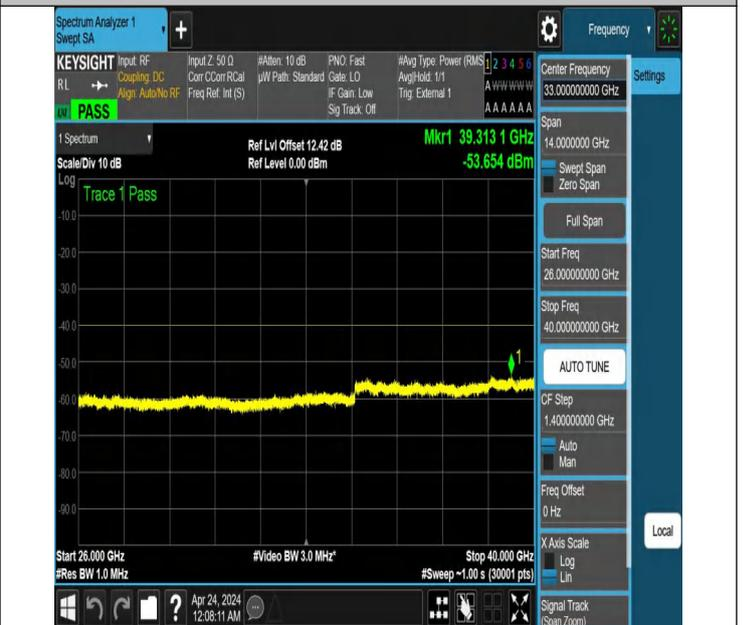 Spectrum Analyzer 1
Swept SA
+
Frequency
KEYSIGHT
RL
PASS
Input: RF
Coupling: DC
Align: Auto/No RF
Input Z: 50 Ω
Corr CCorr RCal
Freq Ref: Int (S)
#Atten: 10 dB
µW Path: Standard
PNO: Fast
Gate: LO
IF Gain: Low
Sig Track: Off
#Avg Type: Power (RMS
Avg|Hold: 1/1
Trig: External 1
1 2 3 4 5 6
A W W W W W
A A A A A A
1 Spectrum
Scale/Div 10 dB
Ref Lvl Offset 12.42 dB
Ref Level 0.00 dBm
Mkr1 39.313 1 GHz
-53.654 dBm
Log
Trace 1 Pass
-10.0
-20.0
-30.0
-40.0
-50.0
-60.0
-70.0
-80.0
-90.0
1
Start 26.000 GHz
#Res BW 1.0 MHz
#Video BW 3.0 MHz*
Stop 40.000 GHz
#Sweep ~1.00 s (30001 pts)
Center Frequency
33.000000000 GHz
Settings
Span
14.0000000 GHz
Swept Span
Zero Span
Full Span
Start Freq
26.000000000 GHz
Stop Freq
40.000000000 GHz
AUTO TUNE
CF Step
1.400000000 GHz
Auto
Man
Freq Offset
0 Hz
X Axis Scale
Log
Lin
Local
Signal Track
(Span Zoom)
?
Apr 24, 2024
12:08:11 AM